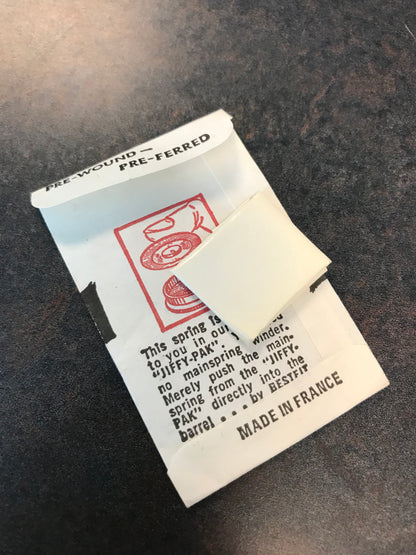 PRE-WOUND—
PRE-FERRED
This spring is
to you in our
"JIFFY-PAK".
no mainspring winder.
Merely push the main-
spring from the "JIFFY-
PAK" directly into the
barrel . . . by BESTFIT
MADE IN FRANCE